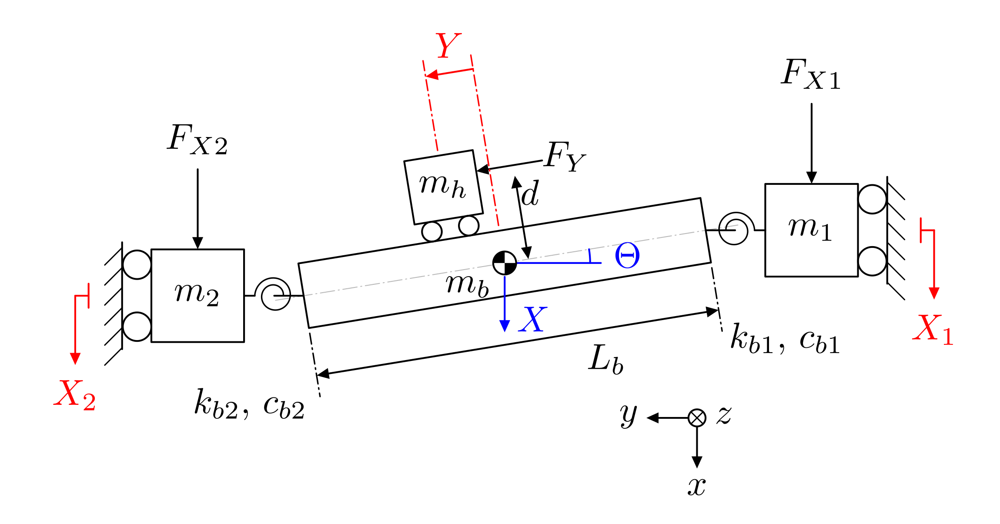 Y
F_{X1}
F_{X2}
F_Y
m_h
d
m_1
Θ
m_2
m_b
X
X_1
k_{b1}, c_{b1}
L_b
X_2
k_{b2}, c_{b2}
y z
x